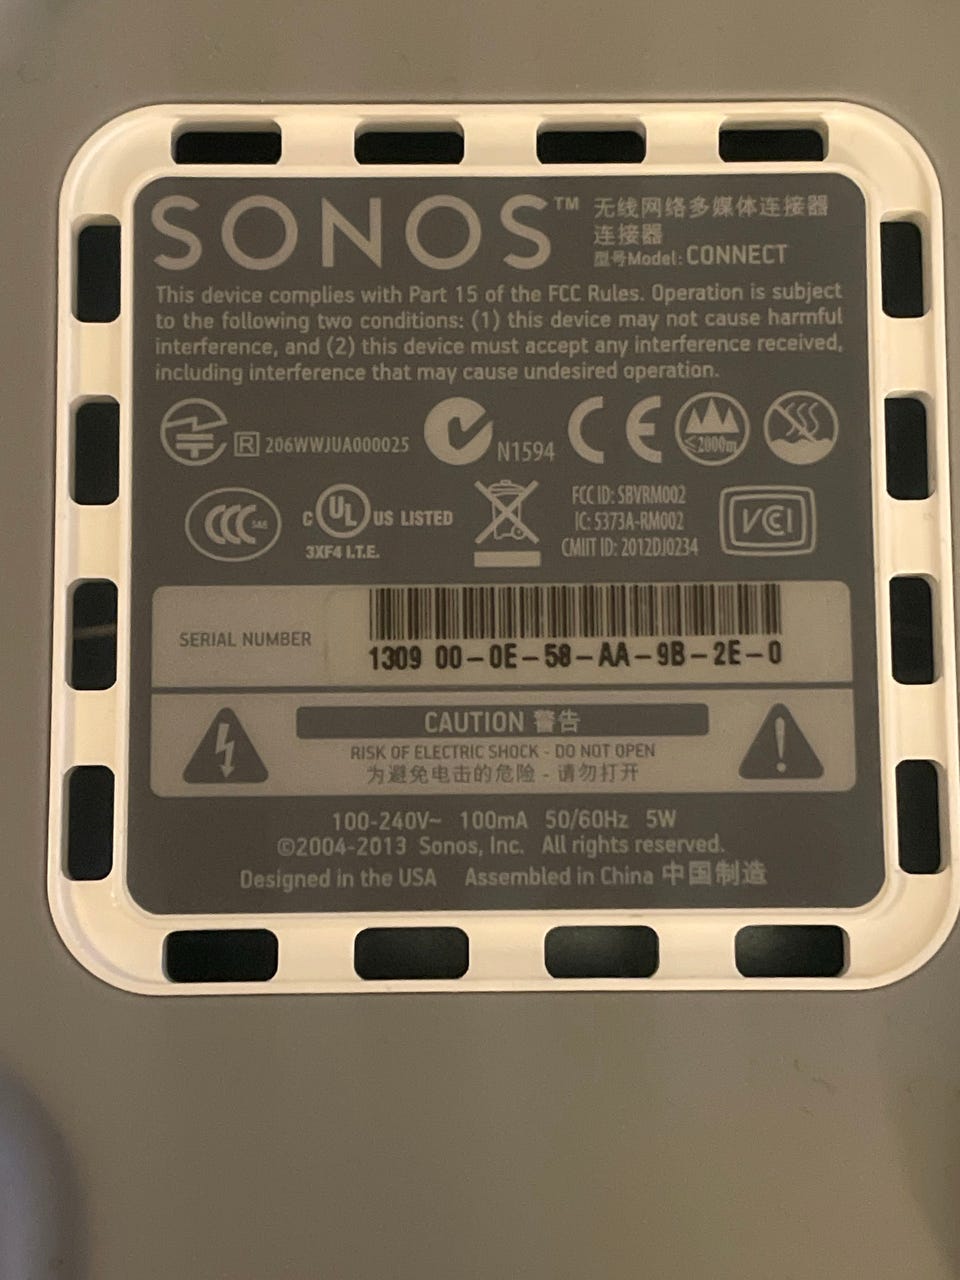 SONOS™ 无线网络多媒体连接器
连接器
型号Model: CONNECT
This device complies with Part 15 of the FCC Rules. Operation is subject
to the following two conditions: (1) this device may not cause harmful
interference, and (2) this device must accept any interference received,
including interference that may cause undesired operation.
R 206WWJUA000025 N1594 CE ≤2000m
CCC S&E C UL US LISTED
3XF4 I.T.E.
FCC ID: SBVRM002
IC: 5373A-RM002
CMIIT ID: 2012DJ0234
VCCI
SERIAL NUMBER
1309 00-0E-58-AA-9B-2E-0
CAUTION 警告
RISK OF ELECTRIC SHOCK - DO NOT OPEN
为避免电击的危险 - 请勿打开
100-240V~ 100mA 50/60Hz 5W
©2004-2013 Sonos, Inc. All rights reserved.
Designed in the USA Assembled in China 中国制造